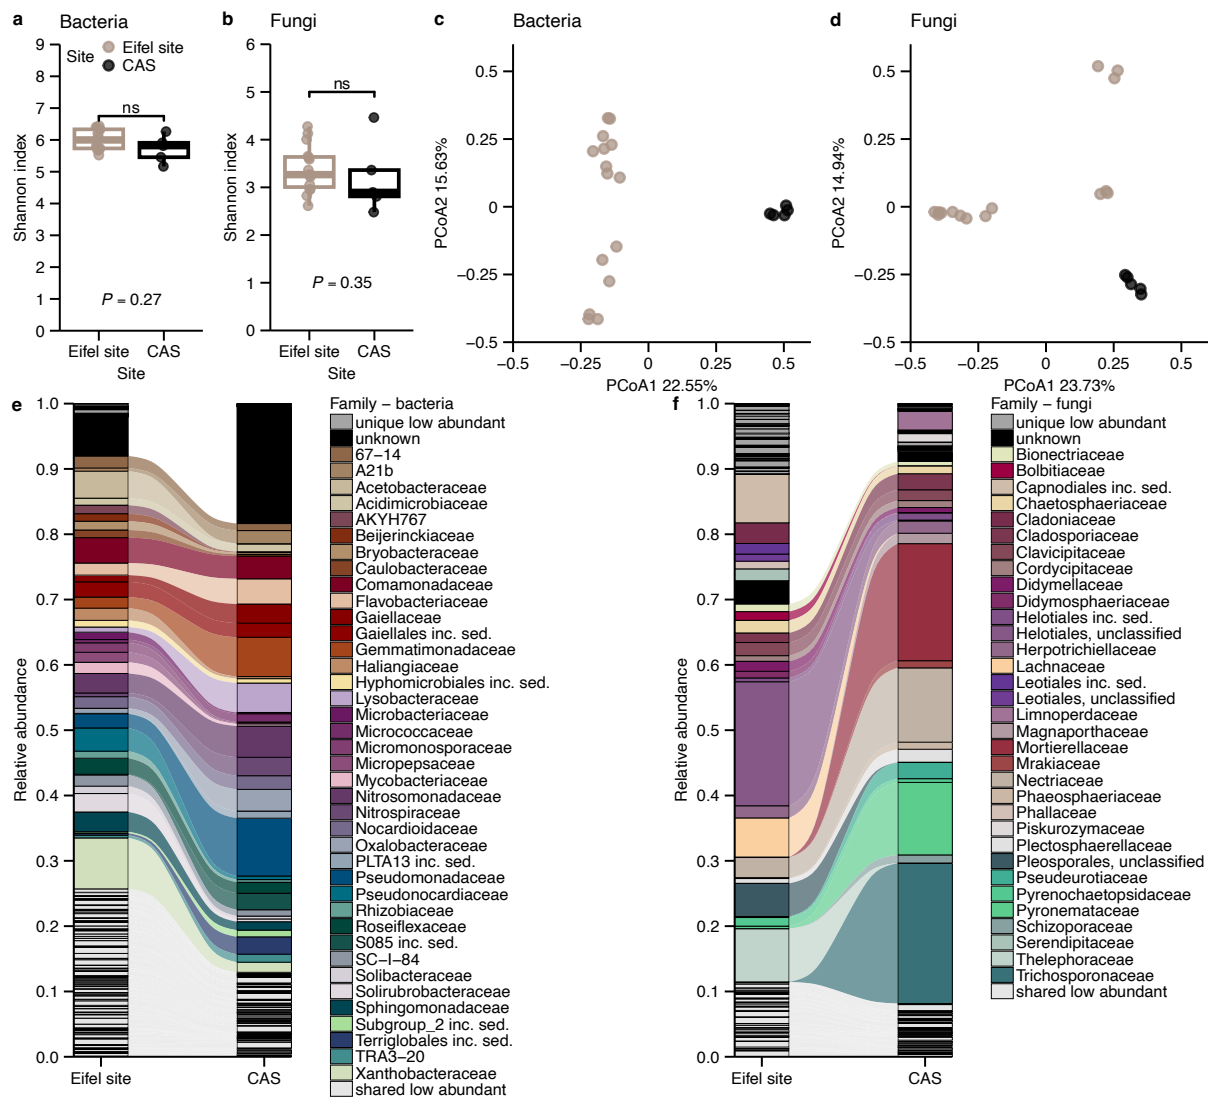 a Bacteria
Site
Eifel site
CAS
9
8
7
6
5
4
3
2
1
0
Shannon index
ns
P = 0.27
Eifel site CAS
Site
b Fungi
6
5
4
3
2
1
0
Shannon index
ns
P = 0.35
Eifel site CAS
Site
c Bacteria
0.5
0.25
0
−0.25
−0.5
PCoA2 15.63%
−0.5 −0.25 0 0.25 0.5
PCoA1 22.55%
d Fungi
0.5
0.25
0
−0.25
−0.5
PCoA2 14.94%
−0.5 −0.25 0 0.25 0.5
PCoA1 23.73%
e
1.0
0.9
0.8
0.7
0.6
0.5
0.4
0.3
0.2
0.1
0.0
Relative abundance
Eifel site CAS
Family – bacteria
unique low abundant
unknown
67−14
A21b
Acetobacteraceae
Acidimicrobiaceae
AKYH767
Beijerinckiaceae
Bryobacteraceae
Caulobacteraceae
Comamonadaceae
Flavobacteriaceae
Gaiellaceae
Gaiellales inc. sed.
Gemmatimonadaceae
Haliangiaceae
Hyphomicrobiales inc. sed.
Lysobacteraceae
Microbacteriaceae
Micrococcaceae
Micromonosporaceae
Micropepsaceae
Mycobacteriaceae
Nitrosomonadaceae
Nitrospiraceae
Nocardioidaceae
Oxalobacteraceae
PLTA13 inc. sed.
Pseudomonadaceae
Pseudonocardiaceae
Rhizobiaceae
Roseiflexaceae
S085 inc. sed.
SC−I−84
Solibacteraceae
Solirubrobacteraceae
Sphingomonadaceae
Subgroup_2 inc. sed.
Terriglobales inc. sed.
TRA3−20
Xanthobacteraceae
shared low abundant
f
1.0
0.9
0.8
0.7
0.6
0.5
0.4
0.3
0.2
0.1
0.0
Relative abundance
Eifel site CAS
Family – fungi
unique low abundant
unknown
Bionectriaceae
Bolbitiaceae
Capnodiales inc. sed.
Chaetosphaeriaceae
Cladoniaceae
Cladosporiaceae
Clavicipitaceae
Cordycipitaceae
Didymellaceae
Didymosphaeriaceae
Helotiales inc. sed.
Helotiales, unclassified
Herpotrichiellaceae
Lachnaceae
Leotiales inc. sed.
Leotiales, unclassified
Limnoperdaceae
Magnaporthaceae
Mortierellaceae
Mrakiaceae
Nectriaceae
Phaeosphaeriaceae
Phallaceae
Piskurozymaceae
Plectosphaerellaceae
Pleosporales, unclassified
Pseudeurotiaceae
Pyrenochaetopsidaceae
Pyronemataceae
Schizoporaceae
Serendipitaceae
Thelephoraceae
Trichosporonaceae
shared low abundant